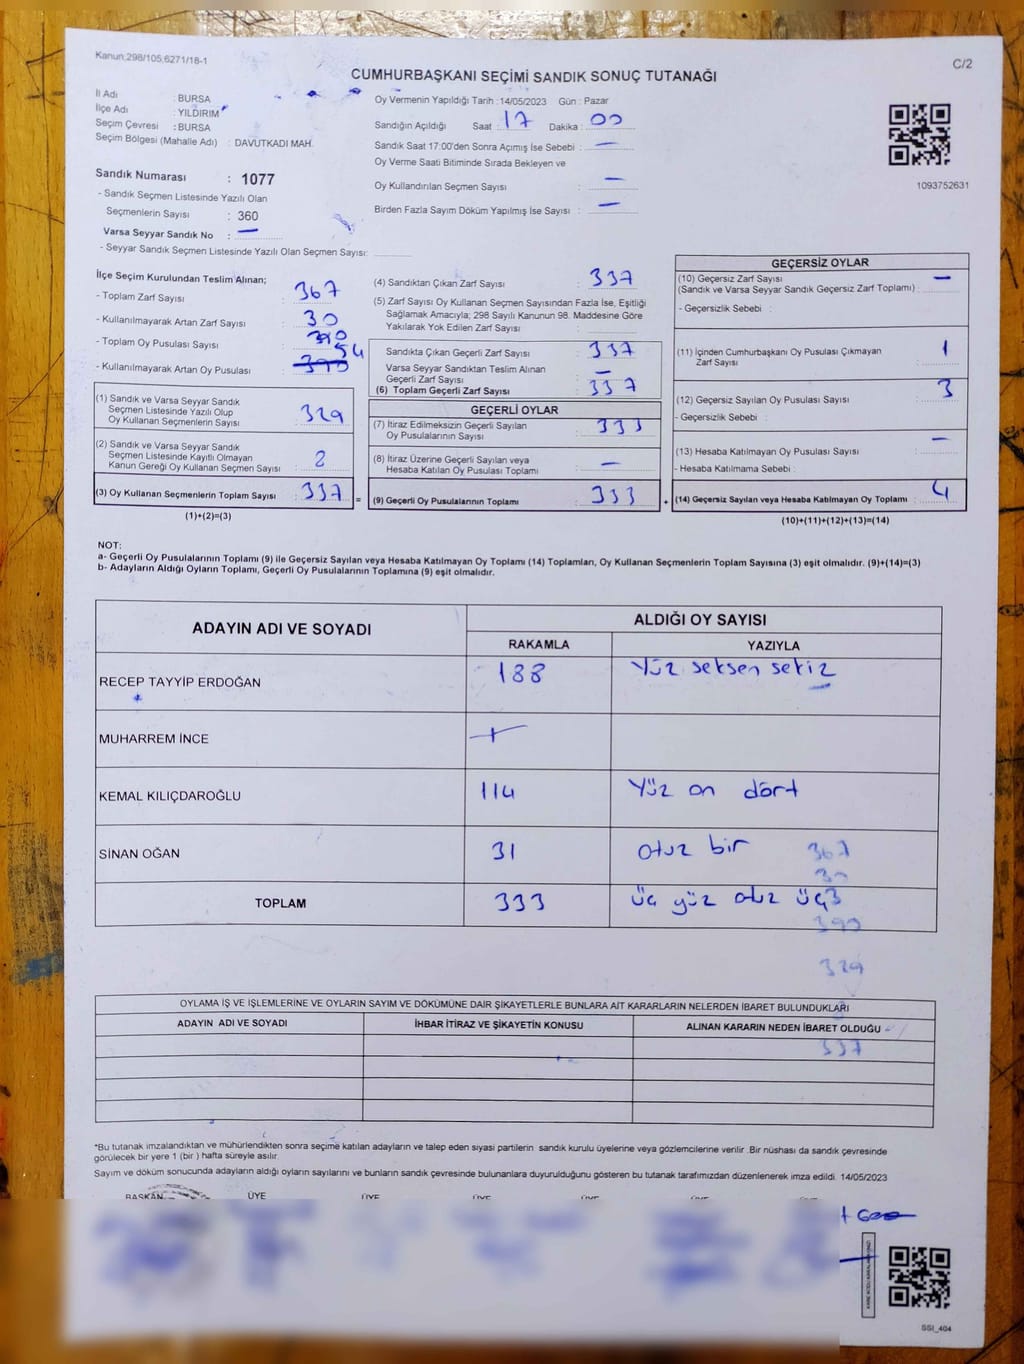 Kanun;298/105,6271/18-1
C/2
CUMHURBAŞKANI SEÇİMİ SANDIK SONUÇ TUTANAĞI
İl Adı : BURSA
İlçe Adı : YILDIRIM
Seçim Çevresi : BURSA
Seçim Bölgesi (Mahalle Adı) : DAVUTKADI MAH.
Sandık Numarası : 1077
- Sandık Seçmen Listesinde Yazılı Olan
Seçmenlerin Sayısı : 360
Varsa Seyyar Sandık No : —
- Seyyar Sandık Seçmen Listesinde Yazılı Olan Seçmen Sayısı:
Oy Vermenin Yapıldığı Tarih : 14/05/2023 Gün : Pazar
Sandığın Açıldığı Saat : 17 Dakika : 00
Sandık Saat 17:00'den Sonra Açımış İse Sebebi : —
Oy Verme Saati Bitiminde Sırada Bekleyen ve
Oy Kullandırılan Seçmen Sayısı : —
Birden Fazla Sayım Döküm Yapılmış İse Sayısı : —
1093752631
İlçe Seçim Kurulundan Teslim Alınan;
- Toplam Zarf Sayısı : 367
- Kullanılmayarak Artan Zarf Sayısı : 30
- Toplam Oy Pusulası Sayısı : 390
- Kullanılmayarak Artan Oy Pusulası : 54
(1) Sandık ve Varsa Seyyar Sandık
Seçmen Listesinde Yazılı Olup
Oy Kullanan Seçmenlerin Sayısı : 329
(2) Sandık ve Varsa Seyyar Sandık
Seçmen Listesinde Kayıtlı Olmayan
Kanun Gereği Oy Kullanan Seçmen Sayısı : 8
(3) Oy Kullanan Seçmenlerin Toplam Sayısı : 337
(1)+(2)=(3)
(4) Sandıktan Çıkan Zarf Sayısı : 337
(5) Zarf Sayısı Oy Kullanan Seçmen Sayısından Fazla İse, Eşitliği
Sağlamak Amacıyla; 298 Sayılı Kanunun 98. Maddesine Göre
Yakılarak Yok Edilen Zarf Sayısı :
Sandıkta Çıkan Geçerli Zarf Sayısı : 337
Varsa Seyyar Sandıktan Teslim Alınan
Geçerli Zarf Sayısı : —
(6) Toplam Geçerli Zarf Sayısı : 337
GEÇERLİ OYLAR
(7) İtiraz Edilmeksizin Geçerli Sayılan
Oy Pusulalarının Sayısı : 333
(8) İtiraz Üzerine Geçerli Sayılan veya
Hesaba Katılan Oy Pusulası Toplamı : —
= (9) Geçerli Oy Pusulalarının Toplamı : 333
GEÇERSİZ OYLAR
(10) Geçersiz Zarf Sayısı —
(Sandık ve Varsa Seyyar Sandık Geçersiz Zarf Toplamı) :
- Geçersizlik Sebebi :
(11) İçinden Cumhurbaşkanı Oy Pusulası Çıkmayan
Zarf Sayısı : 1
(12) Geçersiz Sayılan Oy Pusulası Sayısı : 3
- Geçersizlik Sebebi :
(13) Hesaba Katılmayan Oy Pusulası Sayısı : —
- Hesaba Katılmama Sebebi :
+ (14) Geçersiz Sayılan veya Hesaba Katılmayan Oy Toplamı : 4
(10)+(11)+(12)+(13)=(14)
NOT:
a- Geçerli Oy Pusulalarının Toplamı (9) ile Geçersiz Sayılan veya Hesaba Katılmayan Oy Toplamı (14) Toplamları, Oy Kullanan Seçmenlerin Toplam Sayısına (3) eşit olmalıdır. (9)+(14)=(3)
b- Adayların Aldığı Oyların Toplamı, Geçerli Oy Pusulalarının Toplamına (9) eşit olmalıdır.
ADAYIN ADI VE SOYADI ALDIĞI OY SAYISI
RAKAMLA YAZIYLA
RECEP TAYYİP ERDOĞAN 188 Yüz seksen sekiz
MUHARREM İNCE
KEMAL KILIÇDAROĞLU 114 Yüz on dört
SİNAN OĞAN 31 otuz bir 367
30
TOPLAM 333 üç yüz otuz üç
390
329
OYLAMA İŞ VE İŞLEMLERİNE VE OYLARIN SAYIM VE DÖKÜMÜNE DAİR ŞİKAYETLERLE BUNLARA AİT KARARLARIN NELERDEN İBARET BULUNDUKLARI
ADAYIN ADI VE SOYADI İHBAR İTİRAZ VE ŞİKAYETİN KONUSU ALINAN KARARIN NEDEN İBARET OLDUĞU
337
*Bu tutanak imzalandıktan ve mühürlendikten sonra seçime katılan adayların ve talep eden siyasi partilerin sandık kurulu üyelerine veya gözlemcilerine verilir .Bir nüshası da sandık çevresinde
görülecek bir yere 1 (bir ) hafta süreyle asılır.
Sayım ve döküm sonucunda adayların aldığı oyların sayılarını ve bunların sandık çevresinde bulunanlara duyurulduğunu gösteren bu tutanak tarafımızdan düzenlenerek imza edildi. 14/05/2023
BAŞKAN ÜYE ÜYE ÜYE ÜYE ÜYE
SSI_404